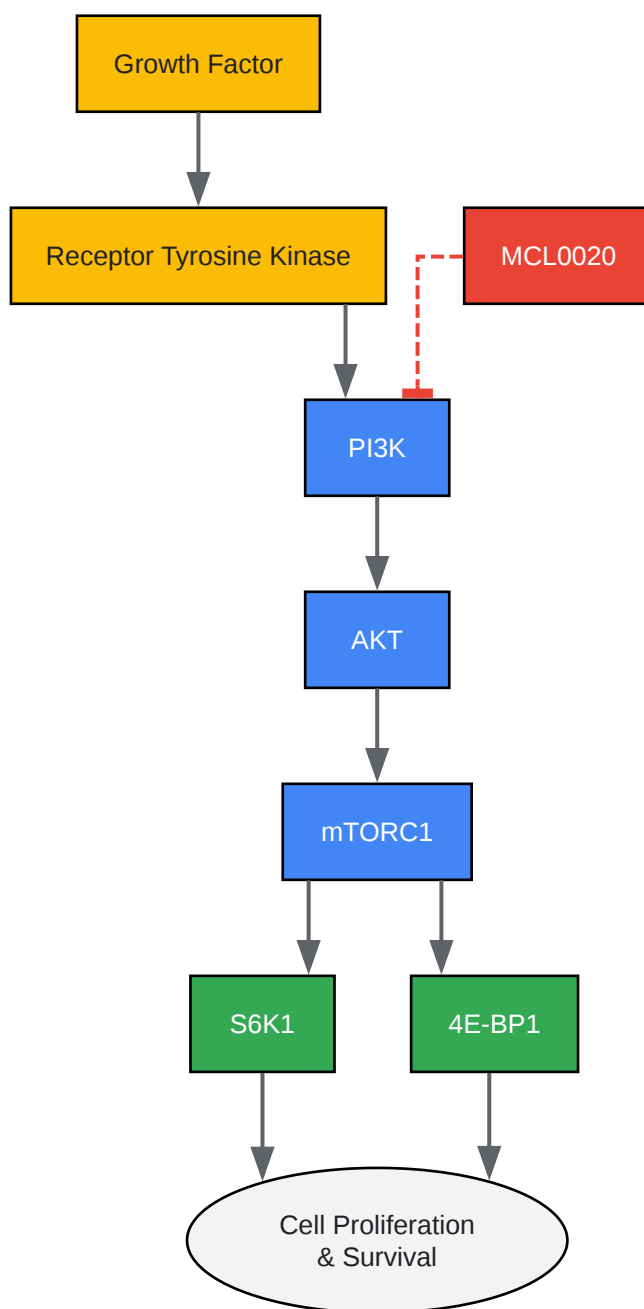 Growth Factor
Receptor Tyrosine Kinase
MCL0020
PI3K
AKT
mTORC1
S6K1
4E-BP1
Cell Proliferation
& Survival